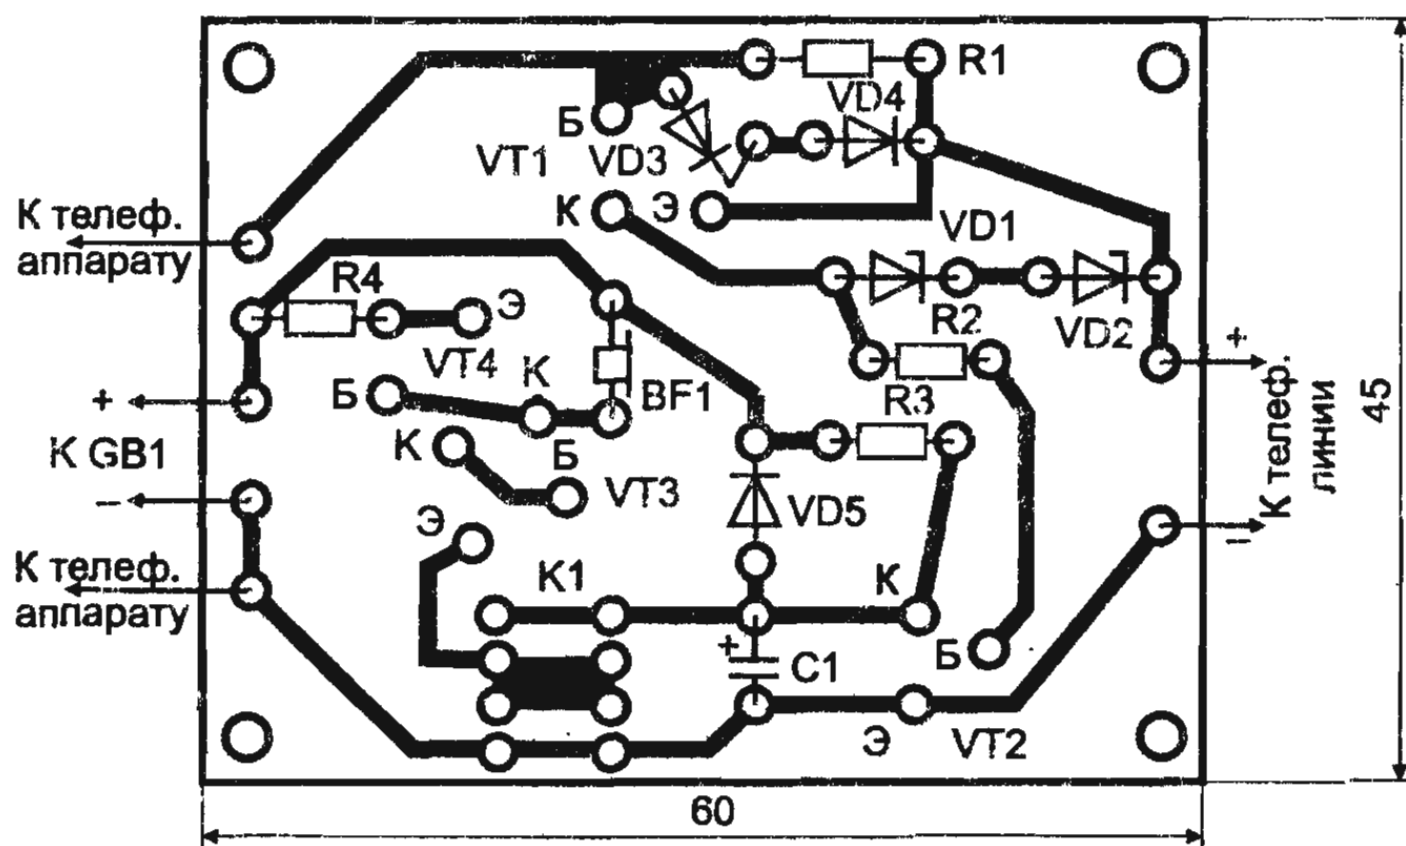 R1
VD4
Б
VT1 VD3
К телеф.
аппарату
К Э
VD1
R4
Э
R2
VD2
+
VT4 К
Б
BF1
R3
+
К GB1
–
К Б
VT3
VD5
Э
К телеф.
линии
–
45
К телеф.
аппарату
К1
К
Б
+
C1
Э VT2
60